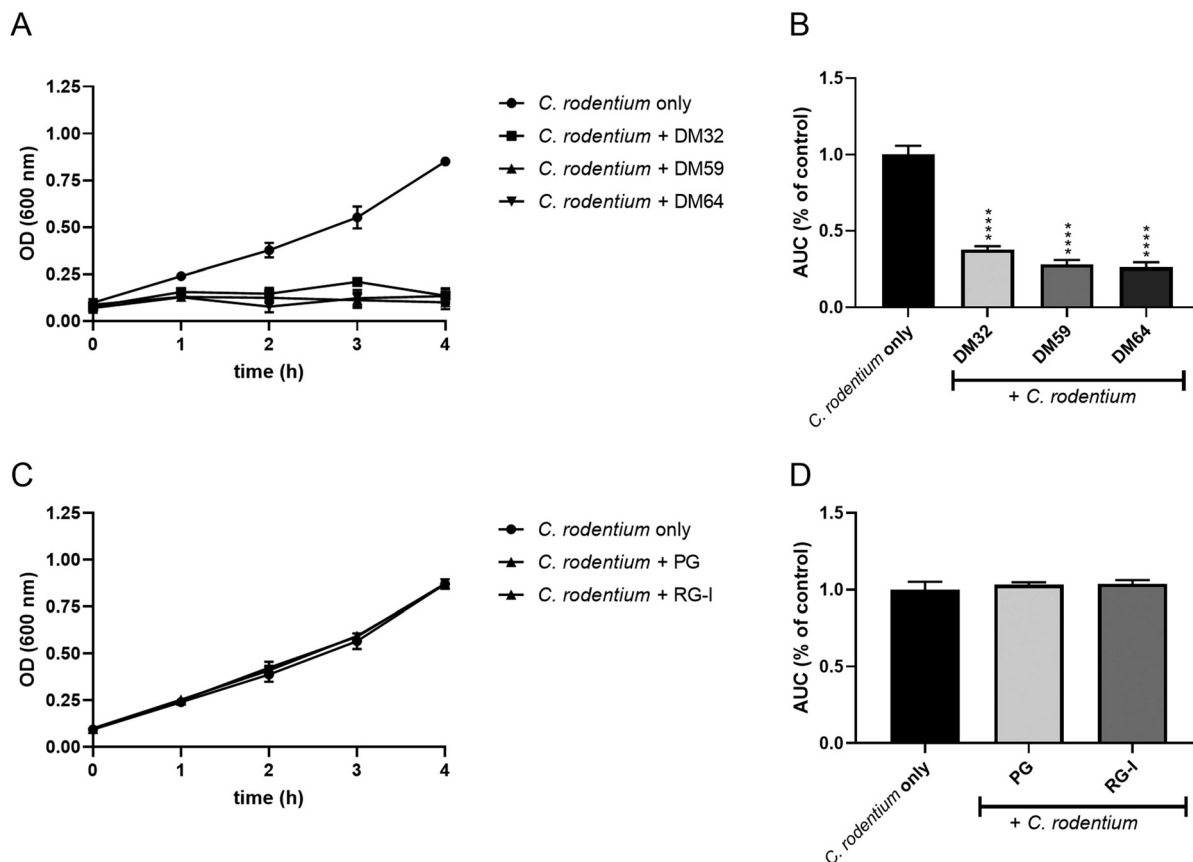 A
1.25
1.00
0.75
0.50
0.25
0.00
OD (600 nm)
0 1 2 3 4
time (h)
C. rodentium only
C. rodentium + DM32
C. rodentium + DM59
C. rodentium + DM64
B
1.5
1.0
0.5
0.0
AUC (% of control)
****
****
****
C. rodentium only
DM32
DM59
DM64
+ C. rodentium
C
1.25
1.00
0.75
0.50
0.25
0.00
OD (600 nm)
0 1 2 3 4
time (h)
C. rodentium only
C. rodentium + PG
C. rodentium + RG-I
D
1.5
1.0
0.5
0.0
AUC (% of control)
C. rodentium only
PG
RG-I
+ C. rodentium